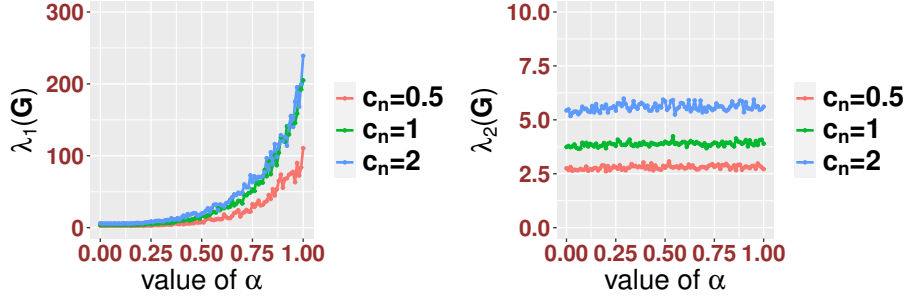 300
200
100
0
λ₁(G)
0.00 0.25 0.50 0.75 1.00
value of α
cₙ=0.5
cₙ=1
cₙ=2
10.0
7.5
5.0
2.5
0.0
λ₂(G)
0.00 0.25 0.50 0.75 1.00
value of α
cₙ=0.5
cₙ=1
cₙ=2